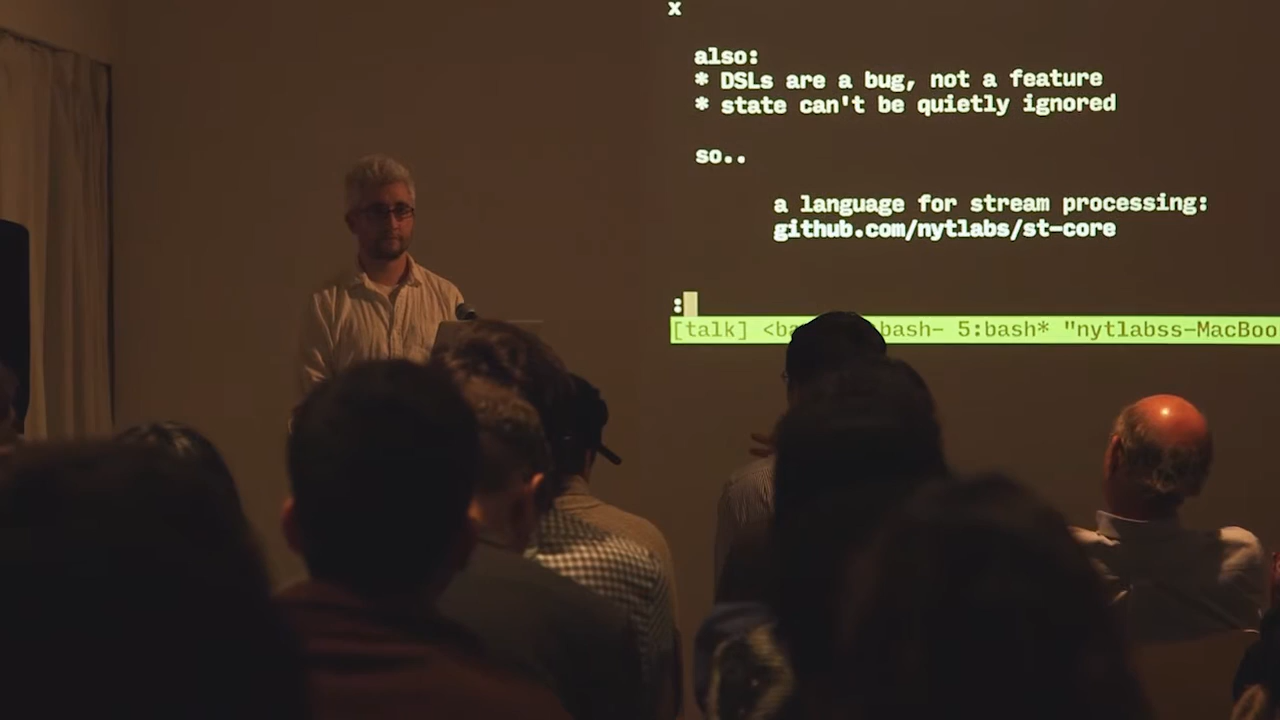 x
also:
* DSLs are a bug, not a feature
* state can't be quietly ignored
so..
a language for stream processing:
github.com/nytlabs/st-core
:
[talk] <ba bash- 5:bash* "nytlabss-MacBoo